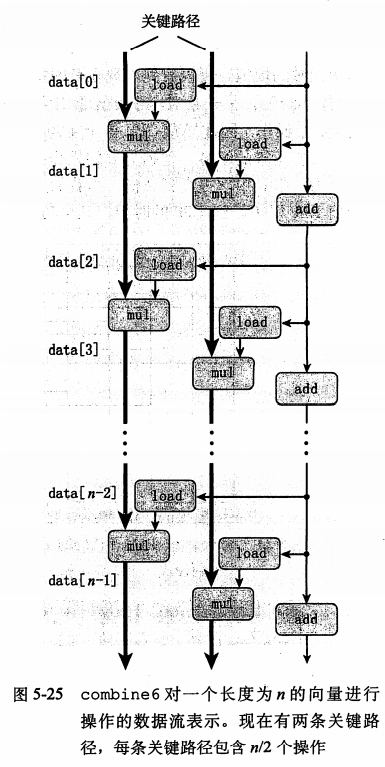 关键路径
data[0]
load
mul
load
data[1]
mul
add
data[2]
load
mul
load
data[3]
mul
add
data[n-2]
load
mul
load
data[n-1]
mul
add
图 5-25 combine6 对一个长度为 n 的向量进行
操作的数据流表示。现在有两条关键路
径，每条关键路径包含 n/2 个操作